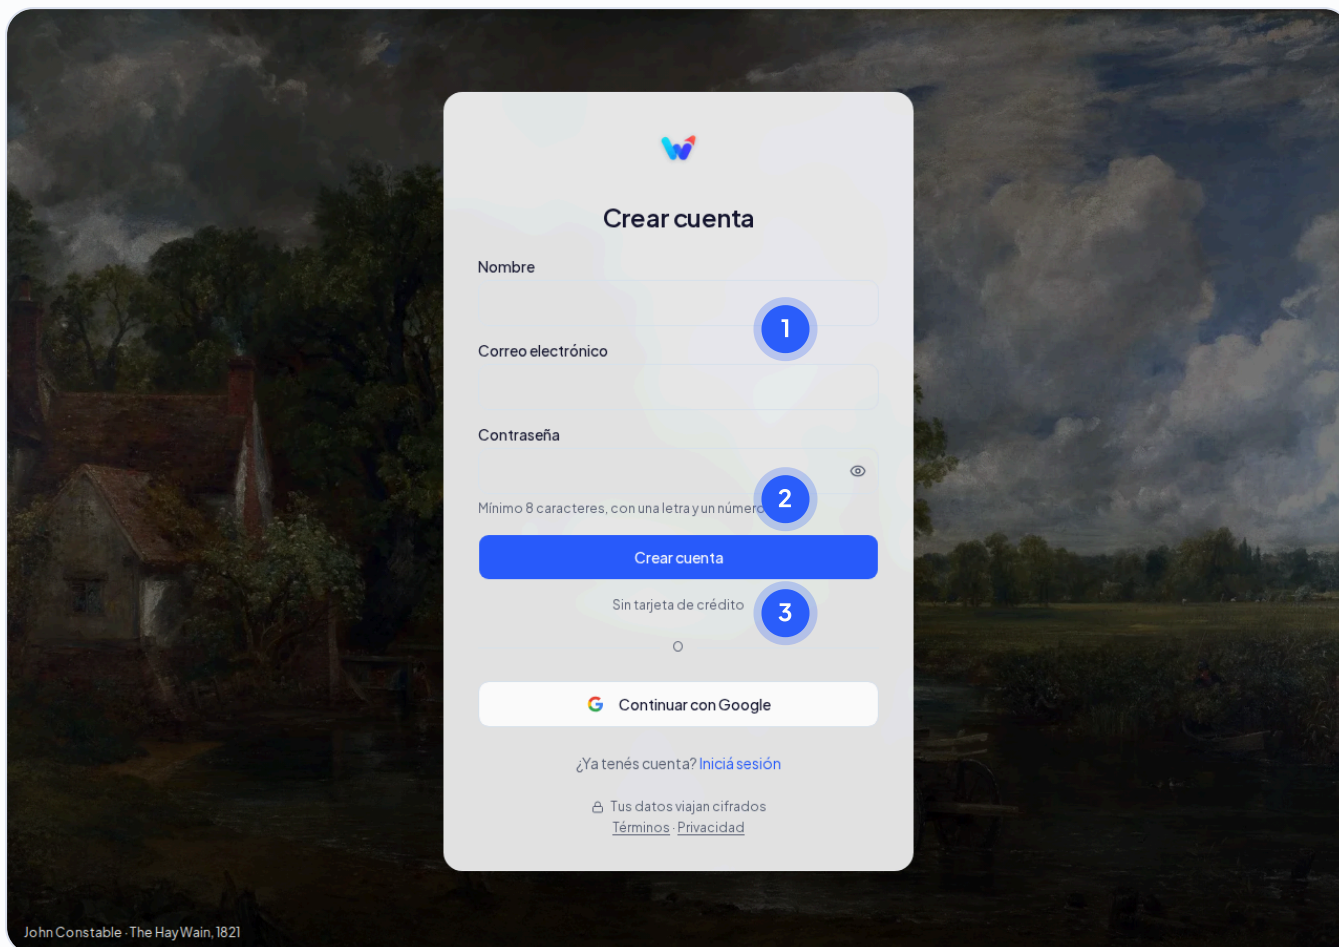 Crear cuenta
Nombre
1
Correo electrónico
Contraseña
2
Mínimo 8 caracteres, con una letra y un número
Crear cuenta
Sin tarjeta de crédito
3
O
Continuar con Google
¿Ya tenés cuenta? Iniciá sesión
Tus datos viajan cifrados
Términos · Privacidad
John Constable · The Hay Wain, 1821